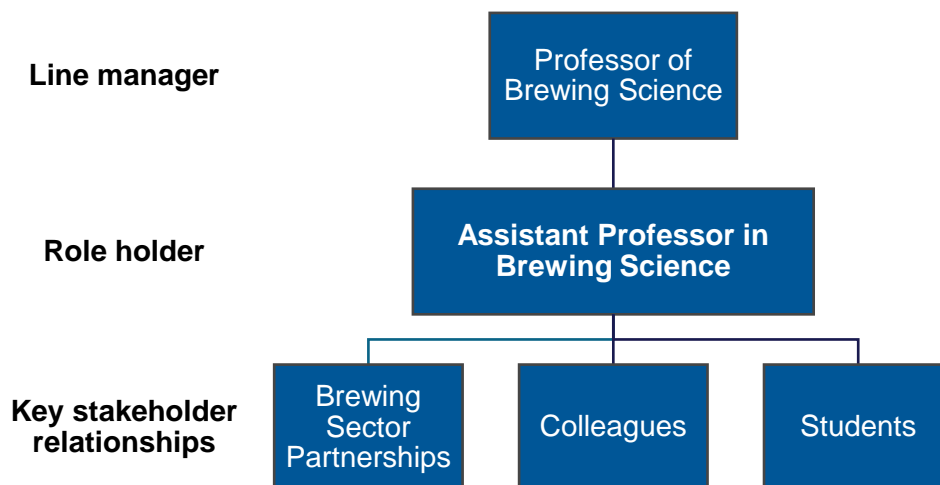 Line manager
Professor of
Brewing Science
Role holder
Assistant Professor in
Brewing Science
Key stakeholder
relationships
Brewing
Sector
Partnerships
Colleagues
Students